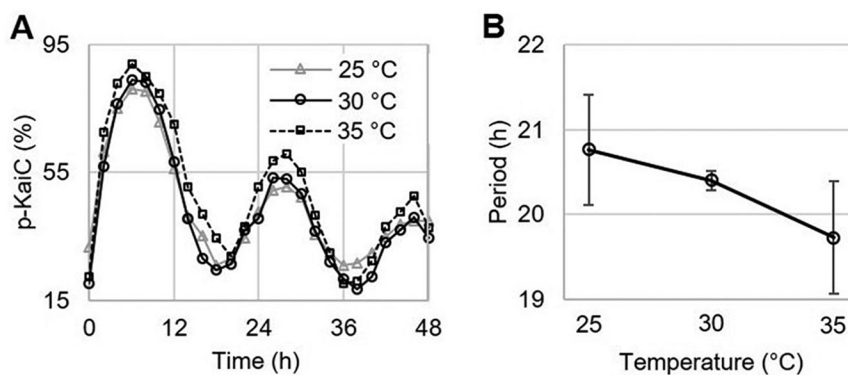 A
95
55
15
p-KaiC (%)
25 °C
30 °C
35 °C
0
12
24
36
48
Time (h)
B
22
21
20
19
Period (h)
25
30
35
Temperature (°C)